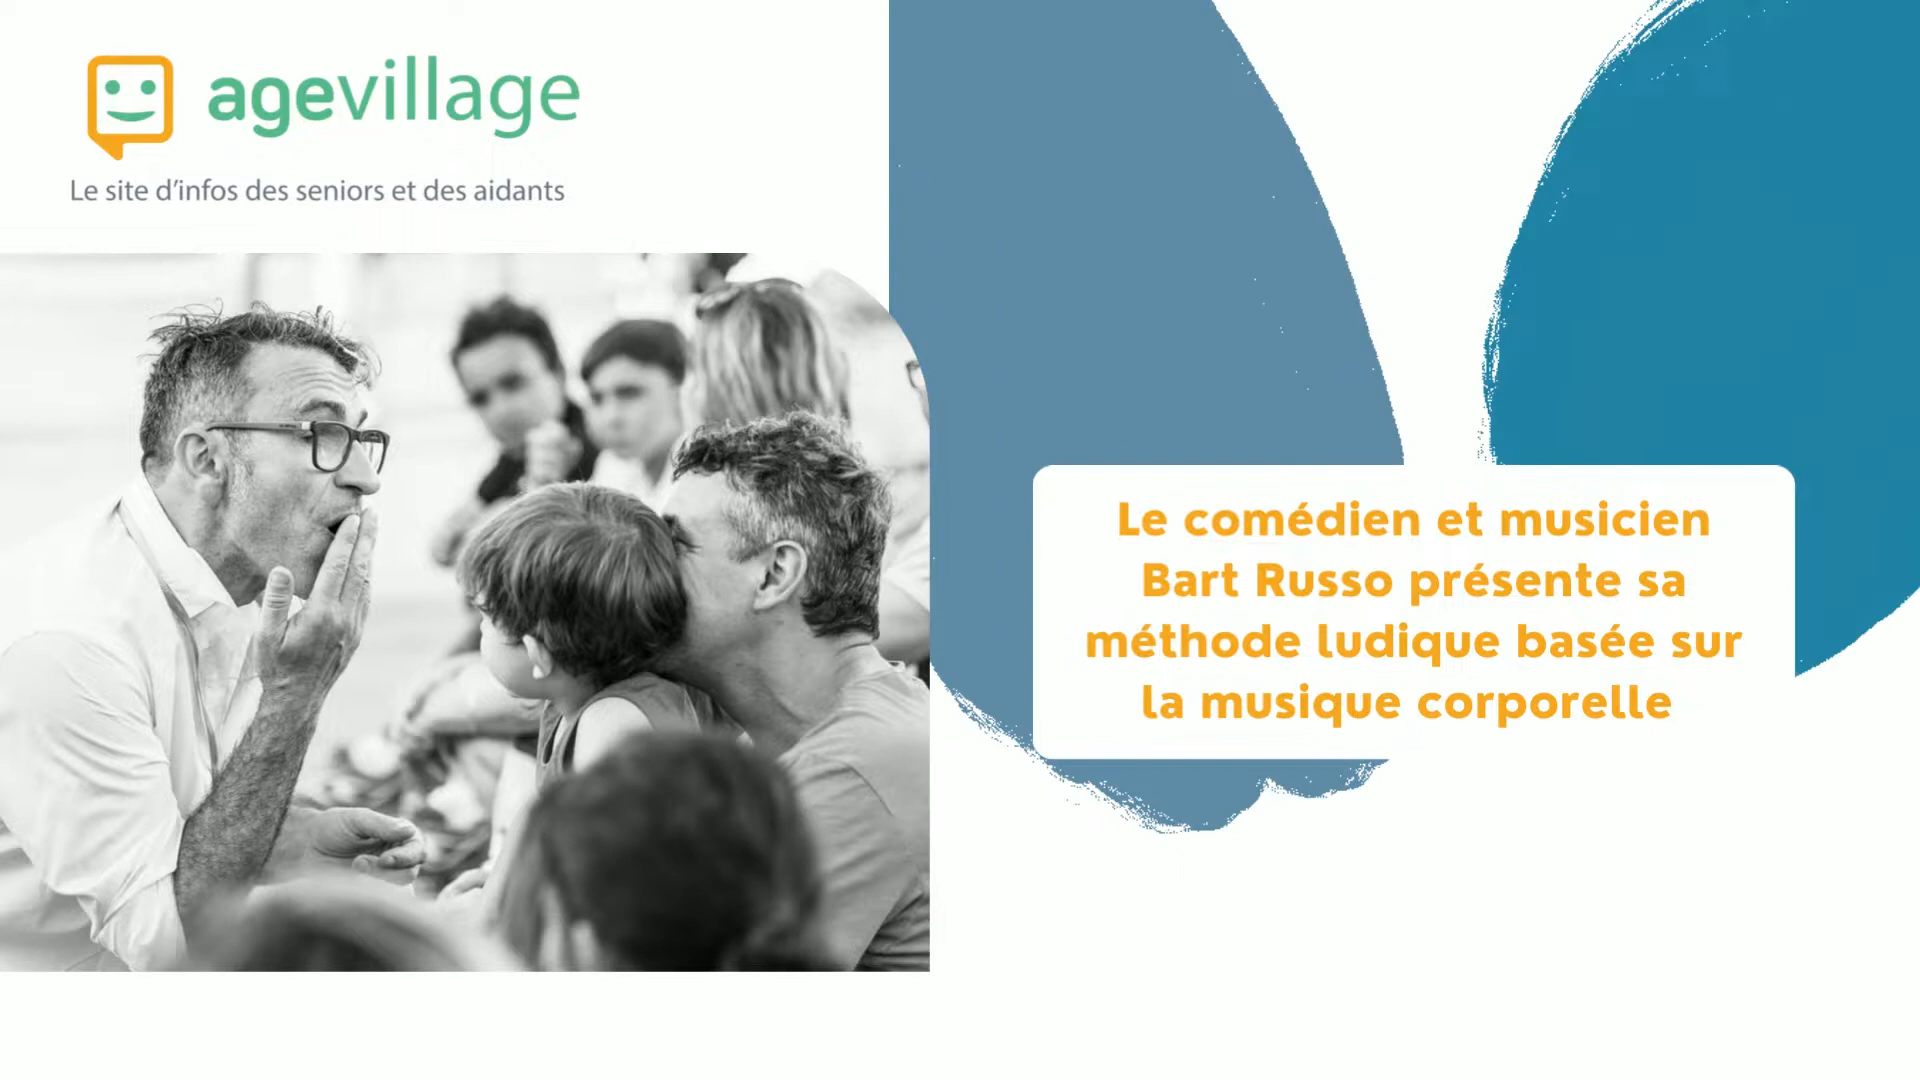 agevillage
Le site d'infos des seniors et des aidants
Le comédien et musicien
Bart Russo présente sa
méthode ludique basée sur
la musique corporelle